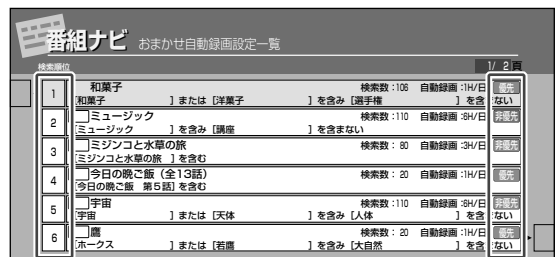 番組ナビ おまかせ自動録画設定一覧
1/ 2頁
検索順位
1 和菓子 検索数:106 自動録画:1H/日 優先
[和菓子 ] または [洋菓子 ] を含み [選手権 ] を含まない
2 ミュージック 検索数:110 自動録画:6H/日 非優先
[ミュージック ] を含み [講座 ] を含まない
3 ミジンコと水草の旅 検索数: 80 自動録画:3H/日 非優先
[ミジンコと水草の旅 ] を含む
4 今日の晩ご飯(全13話) 検索数: 20 自動録画:1H/日 優先
[今日の晩ご飯 第5話] を含む
5 宇宙 検索数:110 自動録画:6H/日 非優先
[宇宙 ] または [天体 ] を含み [人体 ] を含まない
6 鷹 検索数: 20 自動録画:1H/日 優先
[ホークス ] または [若鷹 ] を含み [大自然 ] を含まない